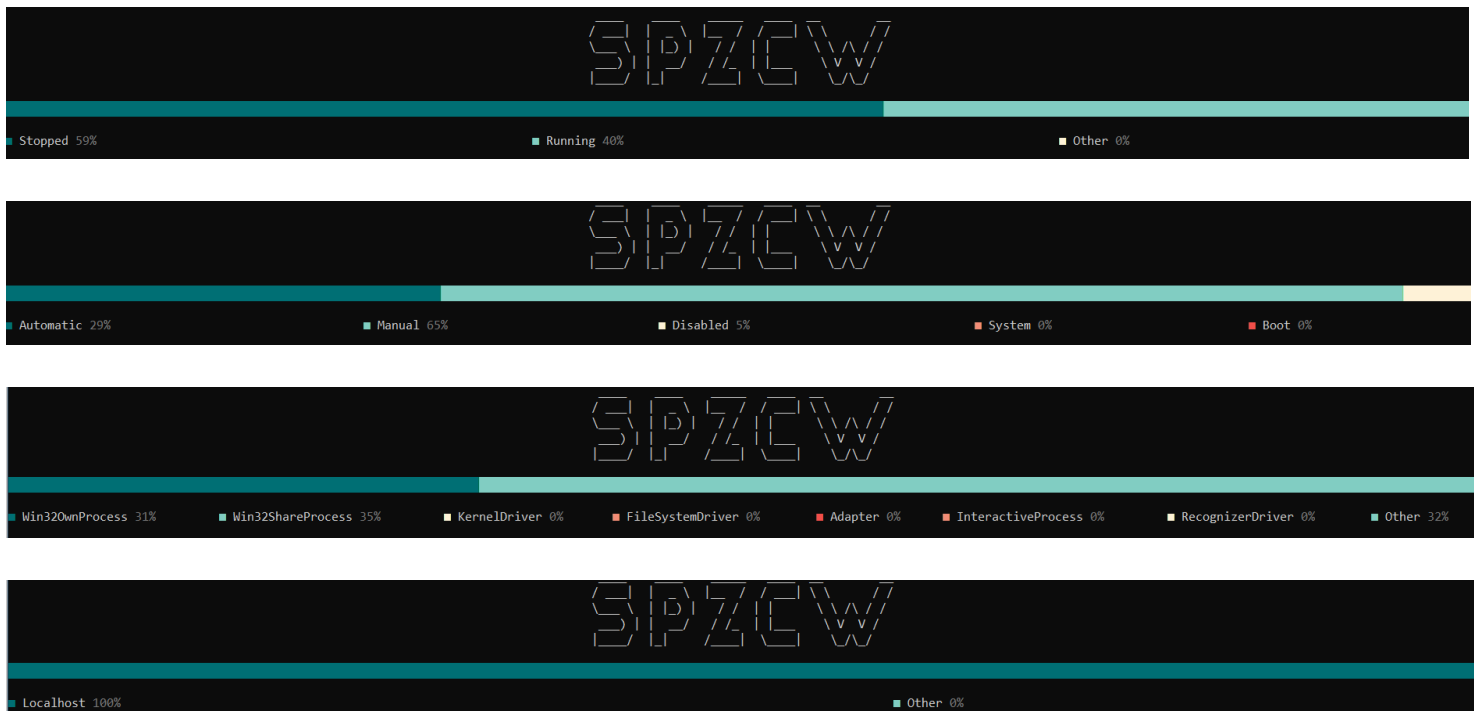 SPZCW
Stopped 59% Running 40% Other 0%
SPZCW
Automatic 29% Manual 65% Disabled 5% System 0% Boot 0%
SPZCW
Win32OwnProcess 31% Win32ShareProcess 35% KernelDriver 0% FileSystemDriver 0% Adapter 0% InteractiveProcess 0% RecognizerDriver 0% Other 32%
SPZCW
Localhost 100% Other 0%